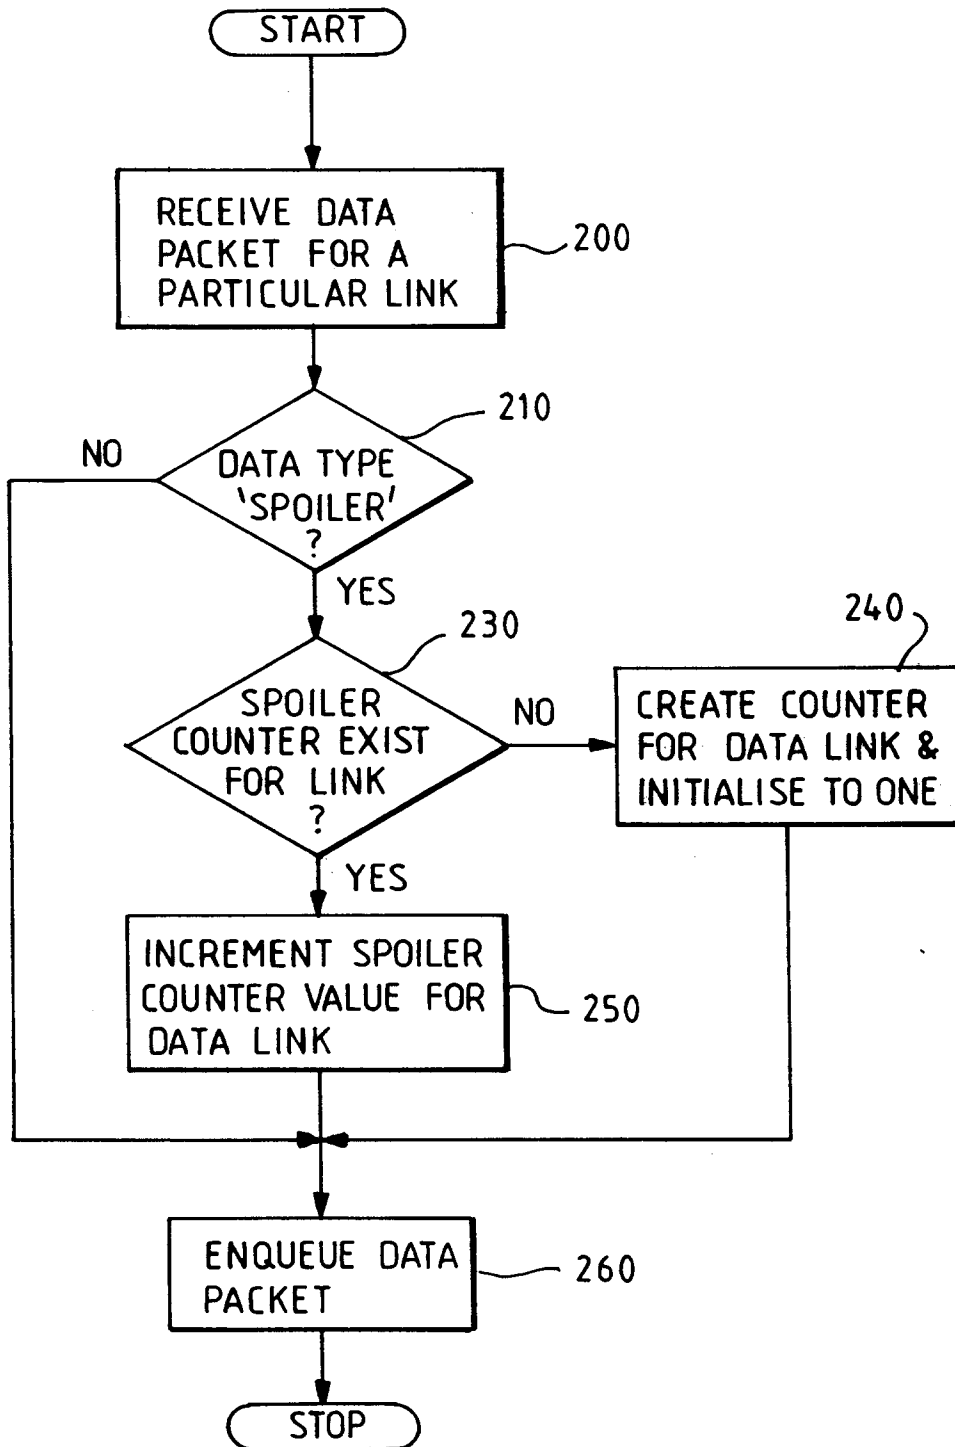 START
RECEIVE DATA
PACKET FOR A
PARTICULAR LINK
200
210
NO
DATA TYPE
'SPOILER'
?
YES
230
240
SPOILER
COUNTER EXIST
FOR LINK
?
NO
CREATE COUNTER
FOR DATA LINK &
INITIALISE TO ONE
YES
INCREMENT SPOILER
COUNTER VALUE FOR
DATA LINK
250
ENQUEUE DATA
PACKET
260
STOP